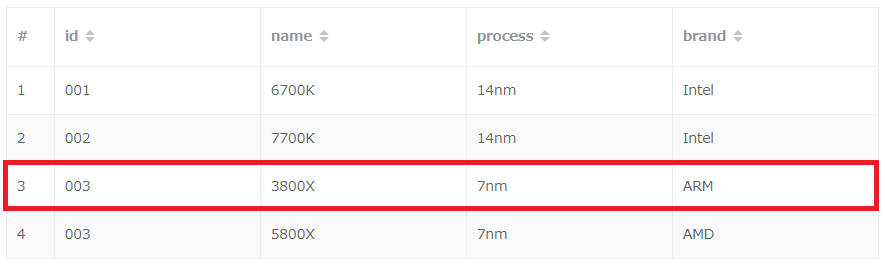 # id name process brand
1 001 6700K 14nm Intel
2 002 7700K 14nm Intel
3 003 3800X 7nm ARM
4 003 5800X 7nm AMD